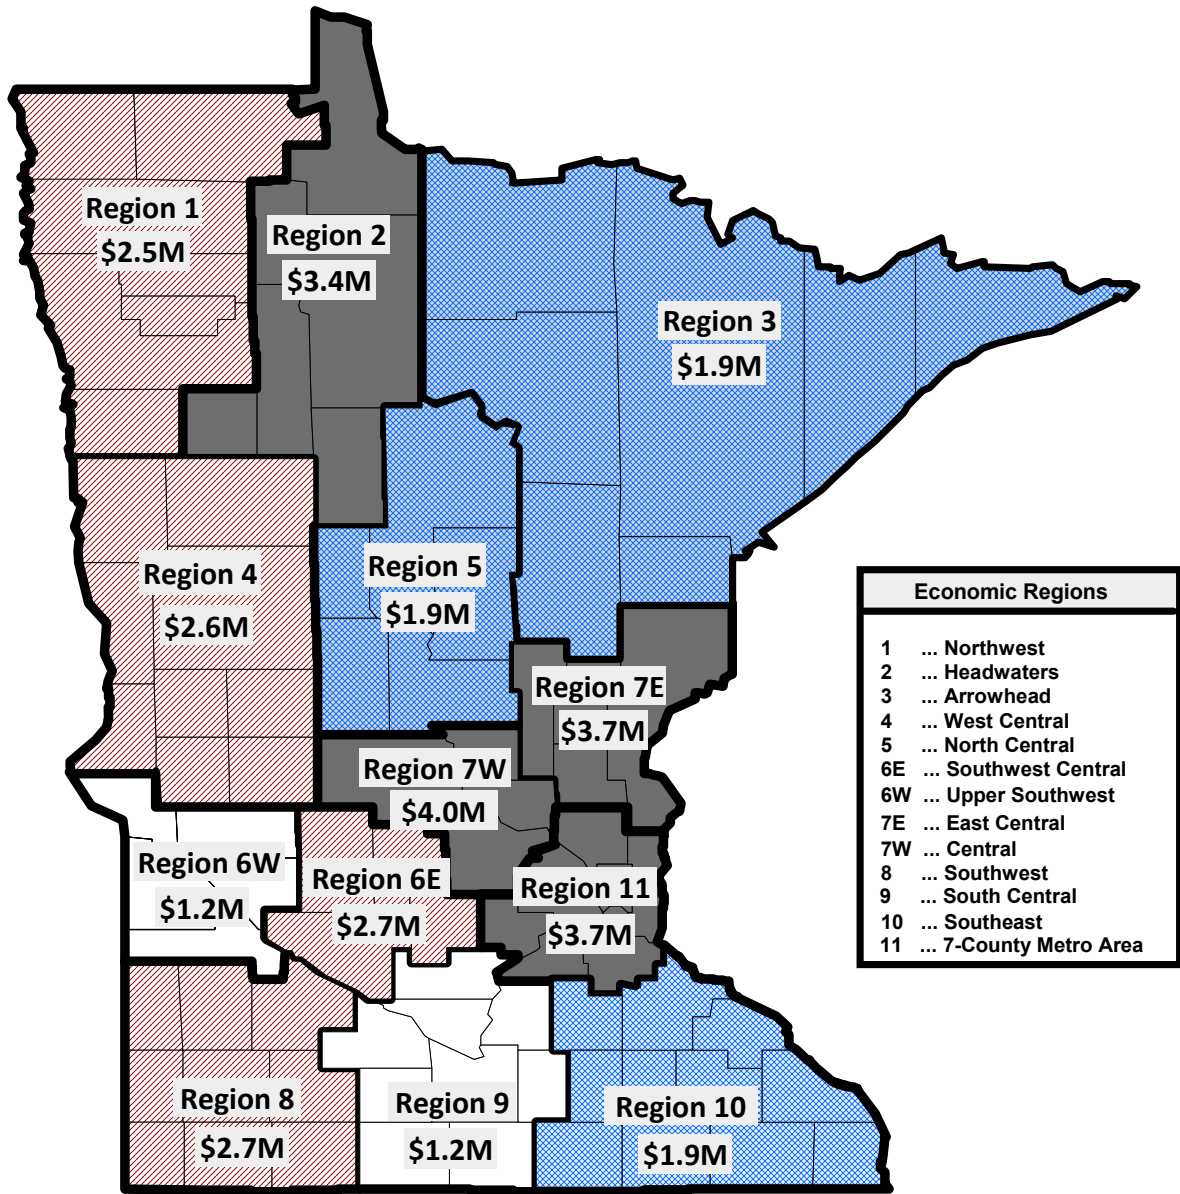 Region 1
$2.5M
Region 2
$3.4M
Region 3
$1.9M
Region 4
$2.6M
Region 5
$1.9M
Region 7E
$3.7M
Region 7W
$4.0M
Region 6W
$1.2M
Region 6E
$2.7M
Region 11
$3.7M
Region 8
$2.7M
Region 9
$1.2M
Region 10
$1.9M
Economic Regions
1 ... Northwest
2 ... Headwaters
3 ... Arrowhead
4 ... West Central
5 ... North Central
6E ... Southwest Central
6W ... Upper Southwest
7E ... East Central
7W ... Central
8 ... Southwest
9 ... South Central
10 ... Southeast
11 ... 7-County Metro Area